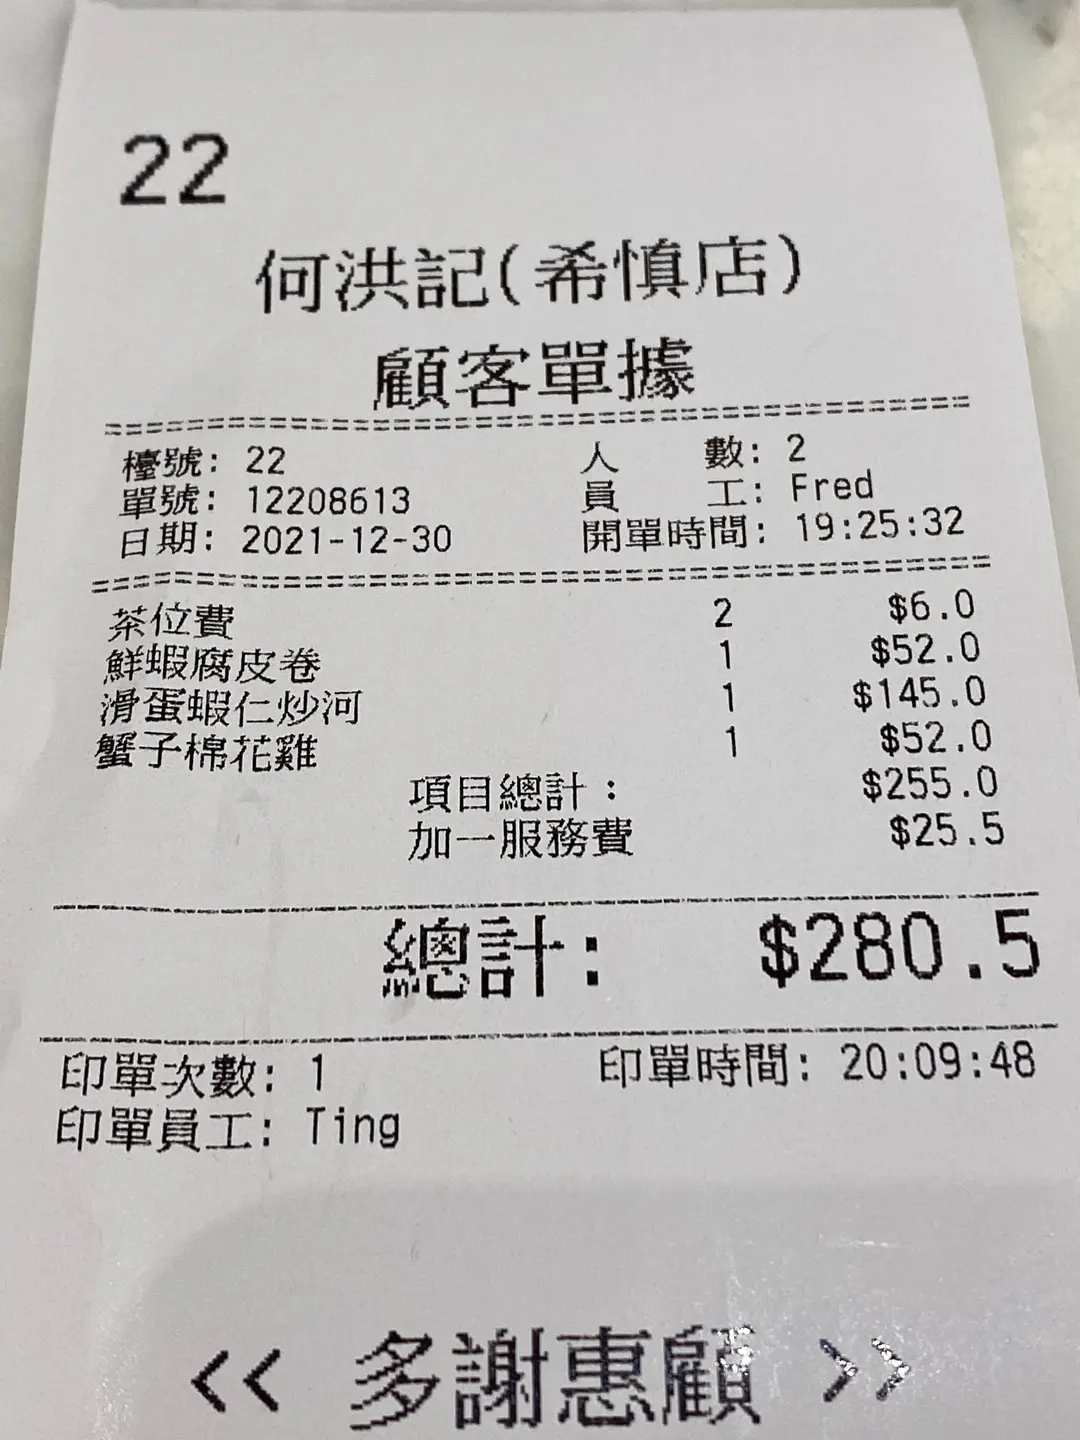 22
何洪記(希慎店)
顧客單據
檯號: 22 人 數: 2
單號: 12208613 員 工: Fred
日期: 2021-12-30 開單時間: 19:25:32
茶位費 2 $6.0
鮮蝦腐皮卷 1 $52.0
滑蛋蝦仁炒河 1 $145.0
蟹子棉花雞 1 $52.0
項目總計: $255.0
加一服務費 $25.5
總計: $280.5
印單次數: 1 印單時間: 20:09:48
印單員工: Ting
<< 多謝惠顧 >>